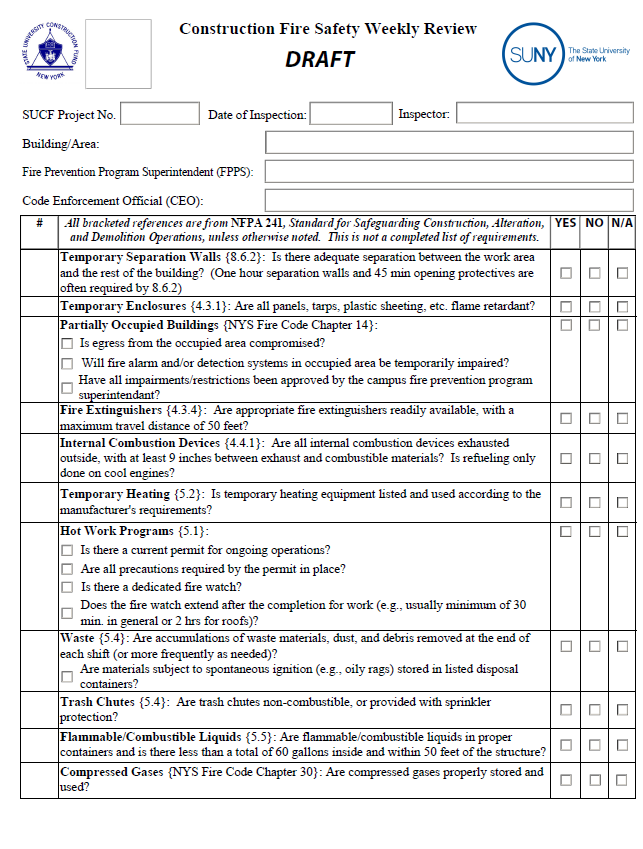 Construction Fire Safety Weekly Review
DRAFT
STATE UNIVERSITY CONSTRUCTION FUND
NEW YORK
SUNY
The State University
of New York
SUCF Project No.
Date of Inspection:
Inspector:
Building/Area:
Fire Prevention Program Superintendent (FPPS):
Code Enforcement Official (CEO):
# All bracketed references are from NFPA 241, Standard for Safeguarding Construction, Alteration, YES NO N/A
and Demolition Operations, unless otherwise noted. This is not a completed list of requirements.
Temporary Separation Walls {8.6.2}: Is there adequate separation between the work area
and the rest of the building? (One hour separation walls and 45 min opening protectives are
often required by 8.6.2)
Temporary Enclosures {4.3.1}: Are all panels, tarps, plastic sheeting, etc. flame retardant?
Partially Occupied Buildings {NYS Fire Code Chapter 14}:
Is egress from the occupied area compromised?
Will fire alarm and/or detection systems in occupied area be temporarily impaired?
Have all impairments/restrictions been approved by the campus fire prevention program
superintendant?
Fire Extinguishers {4.3.4}: Are appropriate fire extinguishers readily available, with a
maximum travel distance of 50 feet?
Internal Combustion Devices {4.4.1}: Are all internal combustion devices exhausted
outside, with at least 9 inches between exhaust and combustible materials? Is refueling only
done on cool engines?
Temporary Heating {5.2}: Is temporary heating equipment listed and used according to the
manufacturer's requirements?
Hot Work Programs {5.1}:
Is there a current permit for ongoing operations?
Are all precautions required by the permit in place?
Is there a dedicated fire watch?
Does the fire watch extend after the completion for work (e.g., usually minimum of 30
min. in general or 2 hrs for roofs)?
Waste {5.4}: Are accumulations of waste materials, dust, and debris removed at the end of
each shift (or more frequently as needed)?
Are materials subject to spontaneous ignition (e.g., oily rags) stored in listed disposal
containers?
Trash Chutes {5.4}: Are trash chutes non-combustible, or provided with sprinkler
protection?
Flammable/Combustible Liquids {5.5}: Are flammable/combustible liquids in proper
containers and is there less than a total of 60 gallons inside and within 50 feet of the structure?
Compressed Gases {NYS Fire Code Chapter 30}: Are compressed gases properly stored and
used?